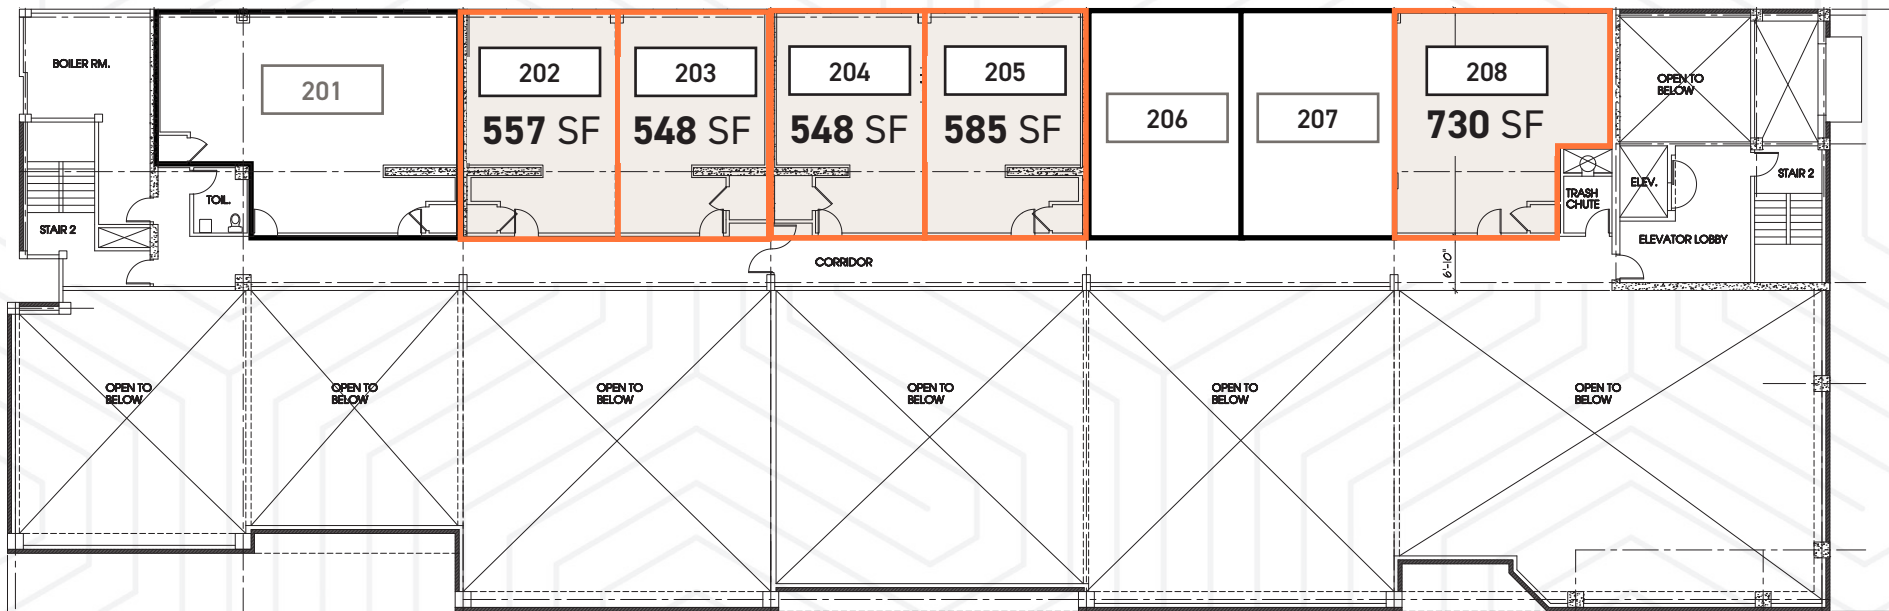 BOILER RM.
201
202
557 SF
203
548 SF
204
548 SF
205
585 SF
206
207
208
730 SF
OPEN TO
BELOW
TOIL.
STAIR 2
TRASH
CHUTE
ELEV.
STAIR 2
ELEVATOR LOBBY
CORRIDOR
6'-10"
OPEN TO
BELOW
OPEN TO
BELOW
OPEN TO
BELOW
OPEN TO
BELOW
OPEN TO
BELOW
OPEN TO
BELOW